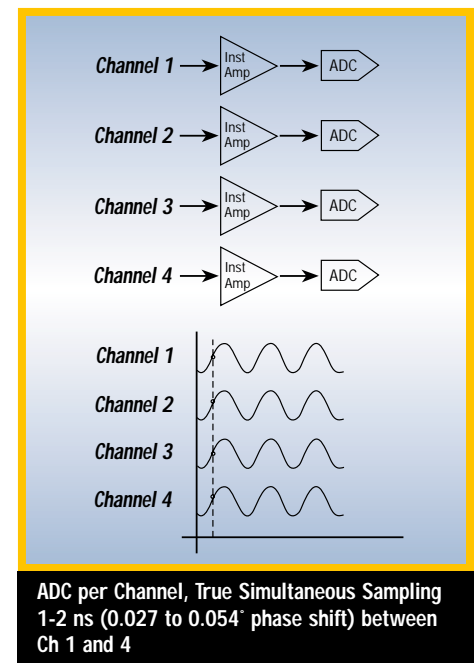 Channel 1
Inst
Amp
ADC
Channel 2
Inst
Amp
ADC
Channel 3
Inst
Amp
ADC
Channel 4
Inst
Amp
ADC
Channel 1
Channel 2
Channel 3
Channel 4
ADC per Channel, True Simultaneous Sampling
1-2 ns (0.027 to 0.054° phase shift) between
Ch 1 and 4